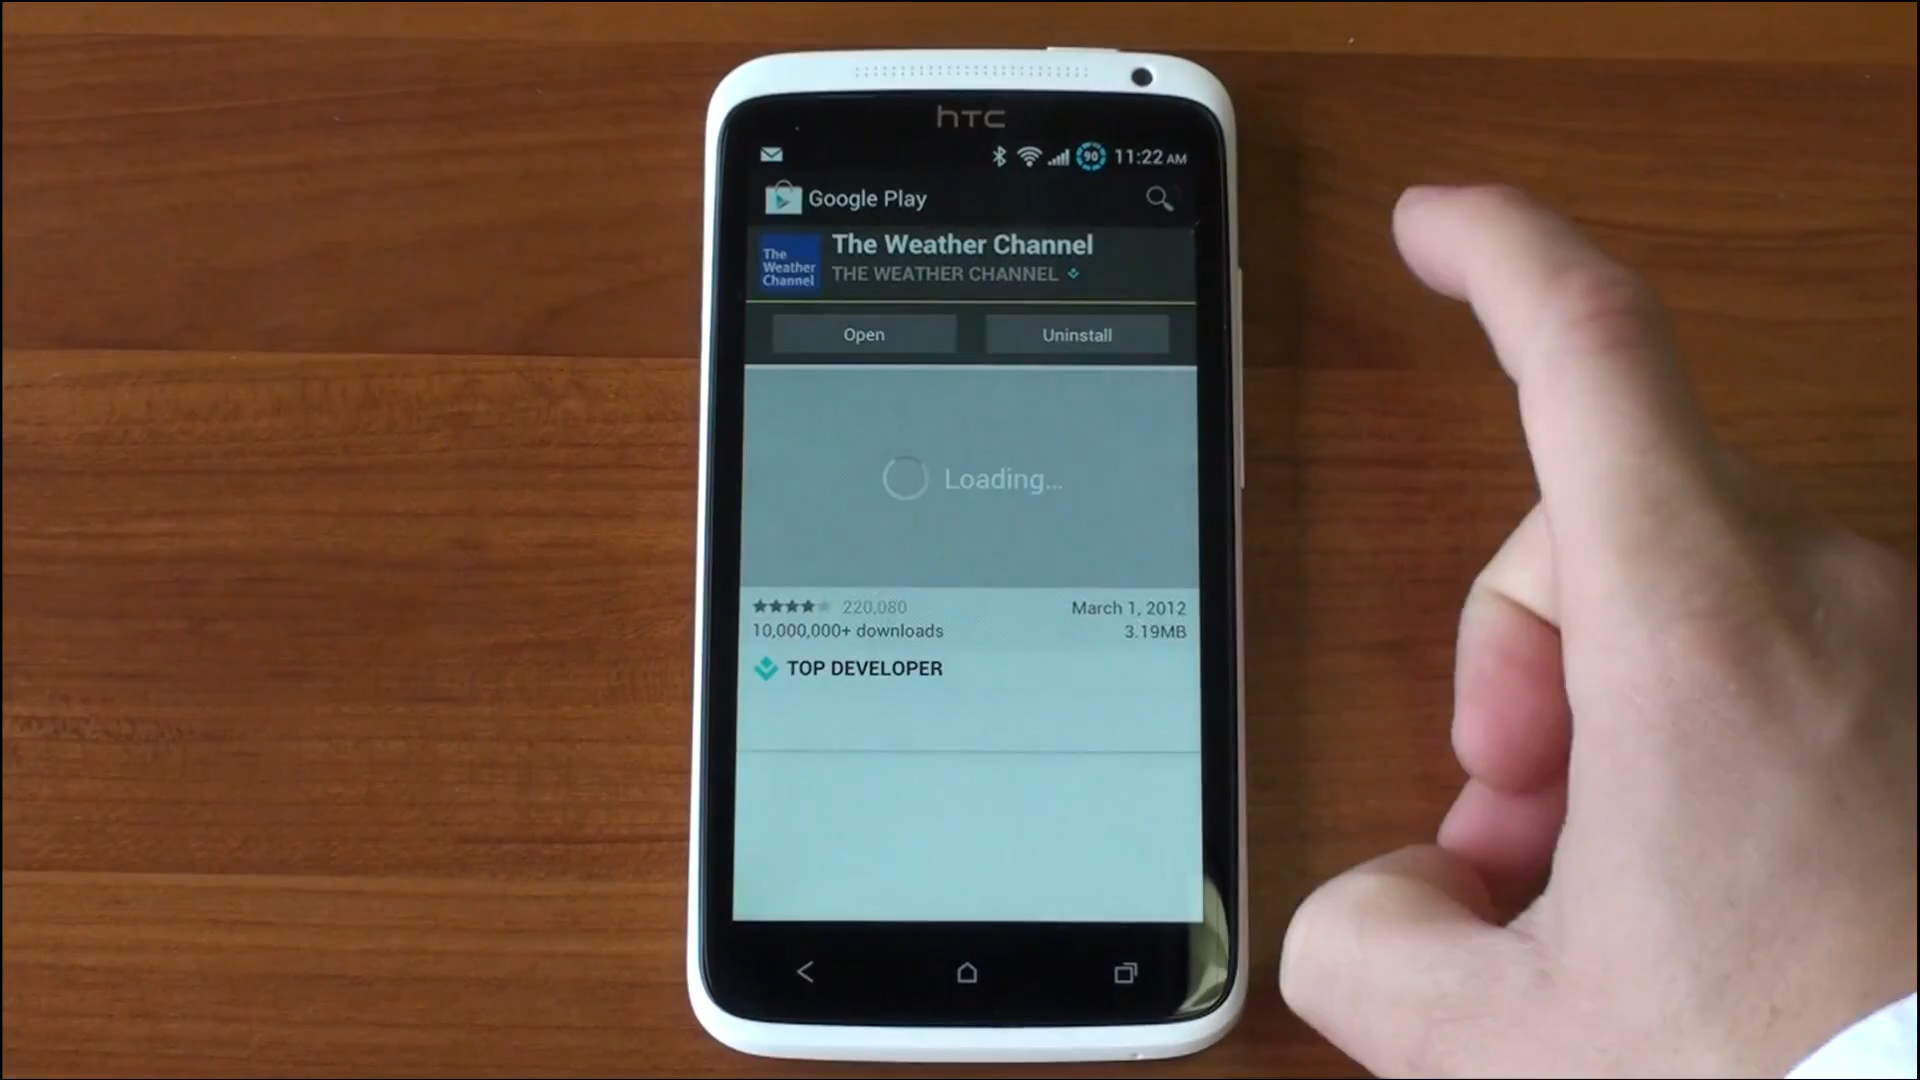 hTC
90 11:22 AM
Google Play
The Weather Channel
The
Weather
Channel
THE WEATHER CHANNEL
Open
Uninstall
Loading...
220,080
March 1, 2012
10,000,000+ downloads
3.19MB
TOP DEVELOPER